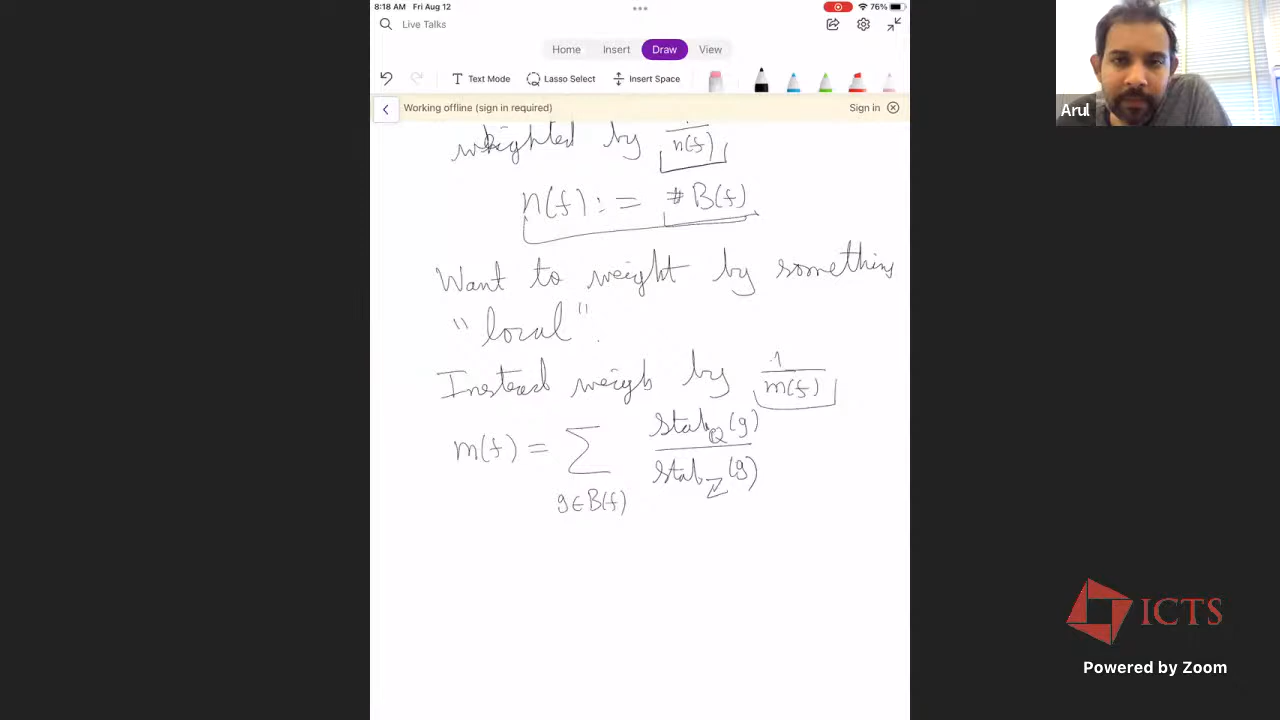 8:18 AM Fri Aug 12
76%
Live Talks
Home Insert Draw View
Text Mode Lasso Select Insert Space
Working offline (sign in required) Sign in
Arul
weighted by 1/n(f)
n(f) := #B(f)
Want to weight by something
"local".
Instead weigh by 1/m(f)
m(f) = ∑_{g∈B(f)} stab_Q(g)/stab_Z(g)
ICTS
Powered by Zoom